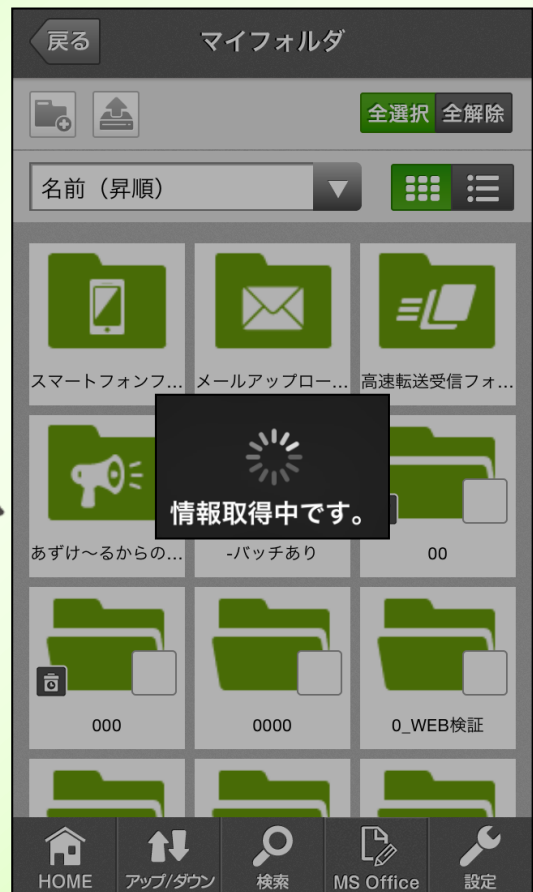 戻る
マイフォルダ
全選択 全解除
名前（昇順）
スマートフォンフ... メールアップロー... 高速転送受信フォ...
情報取得中です。
あずけ～るからの... -バッチあり 00
000 0000 0_WEB検証
HOME アップ/ダウン 検索 MS Office 設定